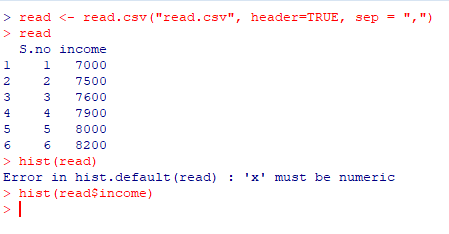 > read <- read.csv("read.csv", header=TRUE, sep = ",")
> read
  S.no income
1    1   7000
2    2   7500
3    3   7600
4    4   7900
5    5   8000
6    6   8200
> hist(read)
Error in hist.default(read) : 'x' must be numeric
> hist(read$income)
>